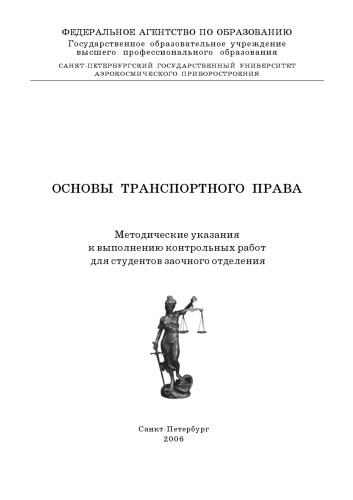 ФЕДЕРАЛЬНОЕ АГЕНТСТВО ПО ОБРАЗОВАНИЮ
Государственное образовательное учреждение
высшего профессионального образования
САНКТ-ПЕТЕРБУРГСКИЙ ГОСУДАРСТВЕННЫЙ УНИВЕРСИТЕТ
АЭРОКОСМИЧЕСКОГО ПРИБОРОСТРОЕНИЯ
ОСНОВЫ ТРАНСПОРТНОГО ПРАВА
Методические указания
к выполнению контрольных работ
для студентов заочного отделения
Санкт-Петербург
2006